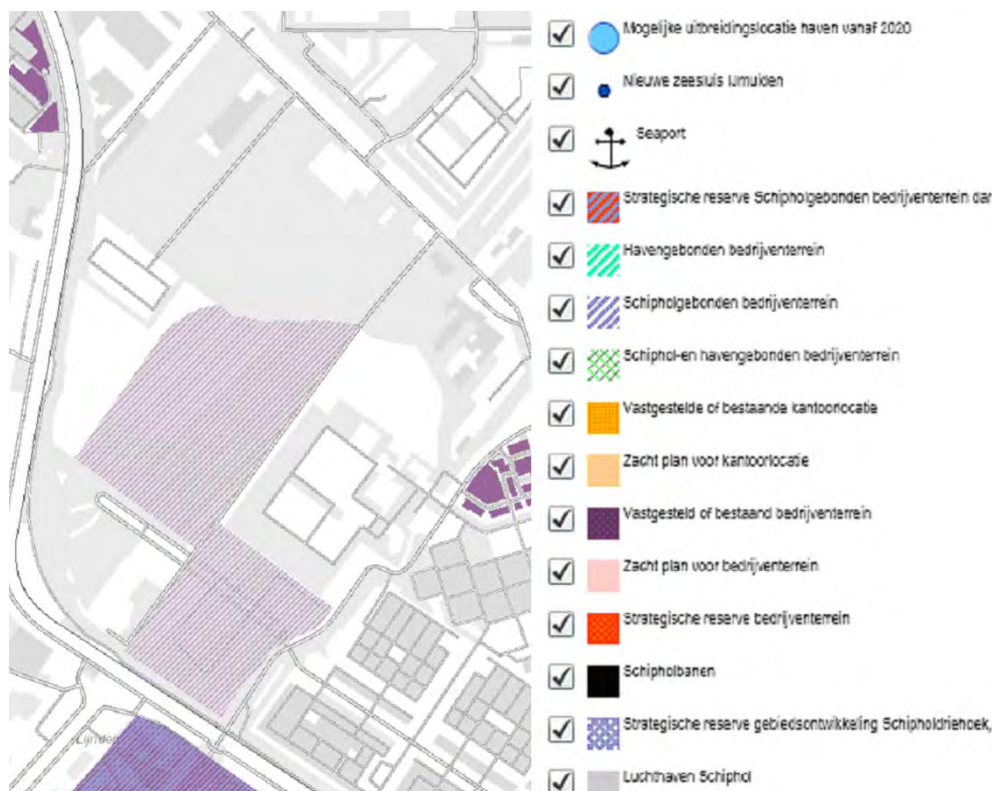 Mogelijke uitbreidingslocatie haven vanaf 2020
Nieuwe zeesluis IJmuiden
Seaport
Strategische reserve Schipholgebonden bedrijventerrein dar
Havengebonden bedrijventerrein
Schipholgebonden bedrijventerrein
Schiphol-en havengebonden bedrijventerrein
Vastgestelde of bestaande kantoorlocatie
Zacht plan voor kantoorlocatie
Vastgesteld of bestaand bedrijventerrein
Zacht plan voor bedrijventerrein
Strategische reserve bedrijventerrein
Schipholbanen
Strategische reserve gebiedsontwikkeling Schipholdriehoek,
Luchthaven Schiphol
Lijnden